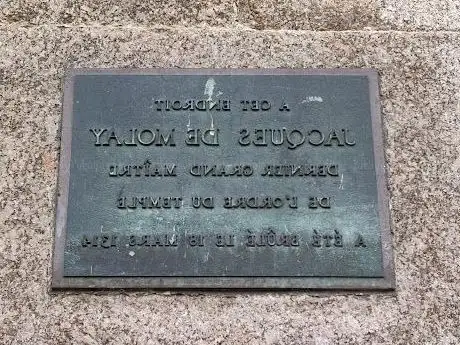 A CET ENDROIT
JACQUES DE MOLAY
DERNIER GRAND MAÎTRE
DE L'ORDRE DU TEMPLE
A ÉTÉ BRÛLÉ LE 18 MARS 1314